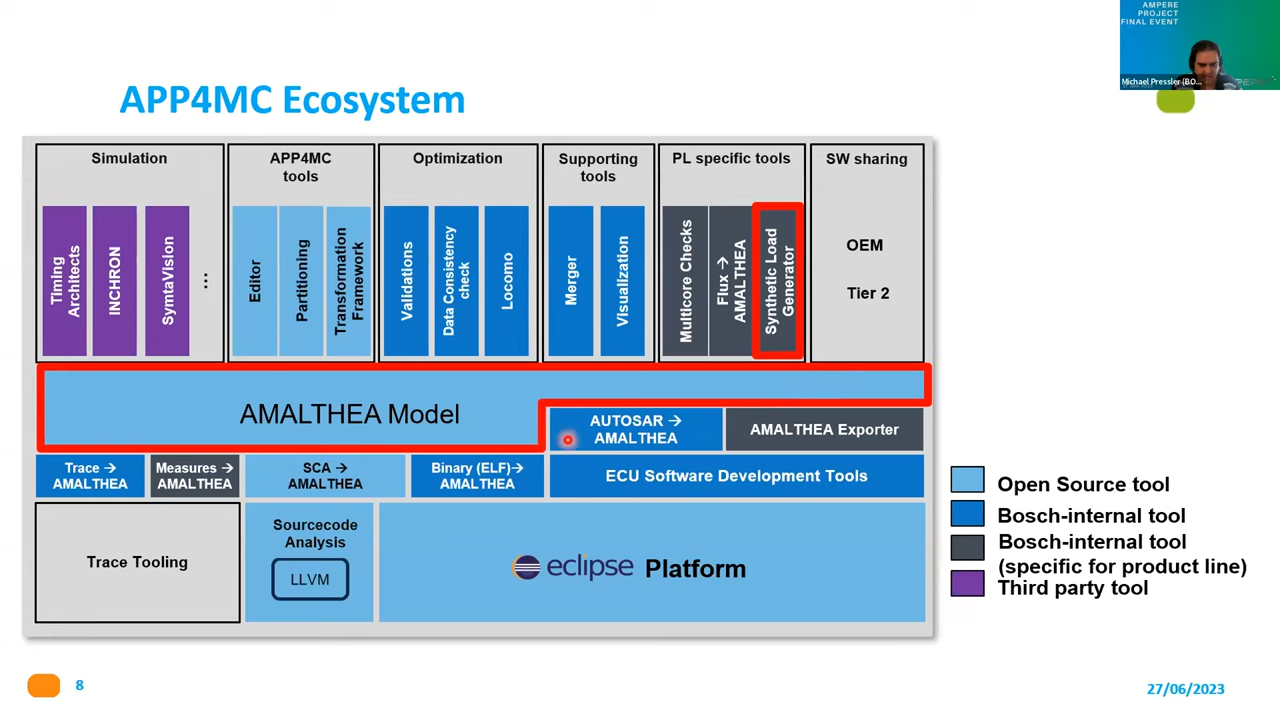 AMPERE
PROJECT
FINAL EVENT
Michael Pressler (BO...
APP4MC Ecosystem
Simulation
Timing
Architects
INCHRON
SymtaVision
...
APP4MC
tools
Editor
Partitioning
Transformation
Framework
Optimization
Validations
Data Consistency
check
Locomo
Supporting
tools
Merger
Visualization
PL specific tools
Multicore Checks
Flux →
AMALTHEA
Synthetic Load
Generator
SW sharing
OEM
Tier 2
AMALTHEA Model
AUTOSAR →
AMALTHEA
AMALTHEA Exporter
Trace →
AMALTHEA
Measures →
AMALTHEA
SCA →
AMALTHEA
Binary (ELF)→
AMALTHEA
ECU Software Development Tools
Trace Tooling
Sourcecode
Analysis
LLVM
eclipse Platform
Open Source tool
Bosch-internal tool
Bosch-internal tool
(specific for product line)
Third party tool
8
27/06/2023